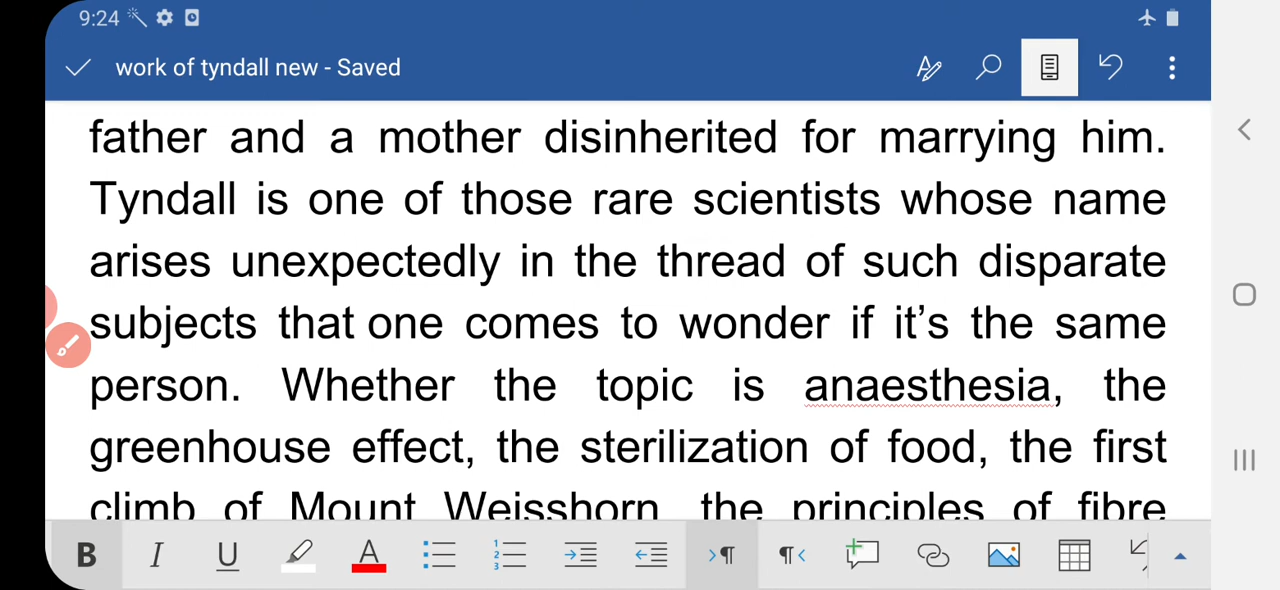 9:24
work of tyndall new - Saved
father and a mother disinherited for marrying him.
Tyndall is one of those rare scientists whose name
arises unexpectedly in the thread of such disparate
subjects that one comes to wonder if it’s the same
person. Whether the topic is anaesthesia, the
greenhouse effect, the sterilization of food, the first
climb of Mount Weisshorn, the principles of fibre
B I U A